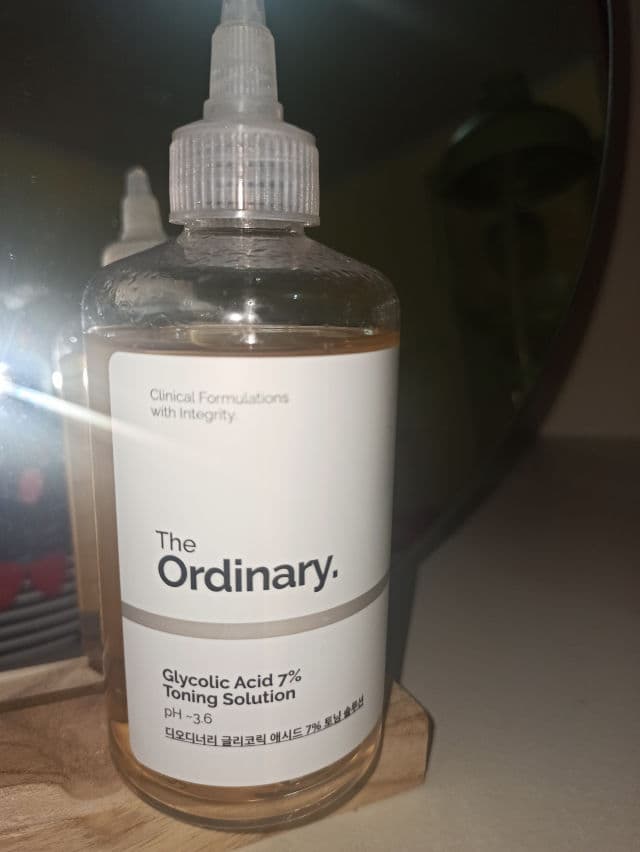 Clinical Formulations
with Integrity.
The
Ordinary.
Glycolic Acid 7%
Toning Solution
pH ~3.6
디오디너리 글리코릭 애시드 7% 토닝 솔루션